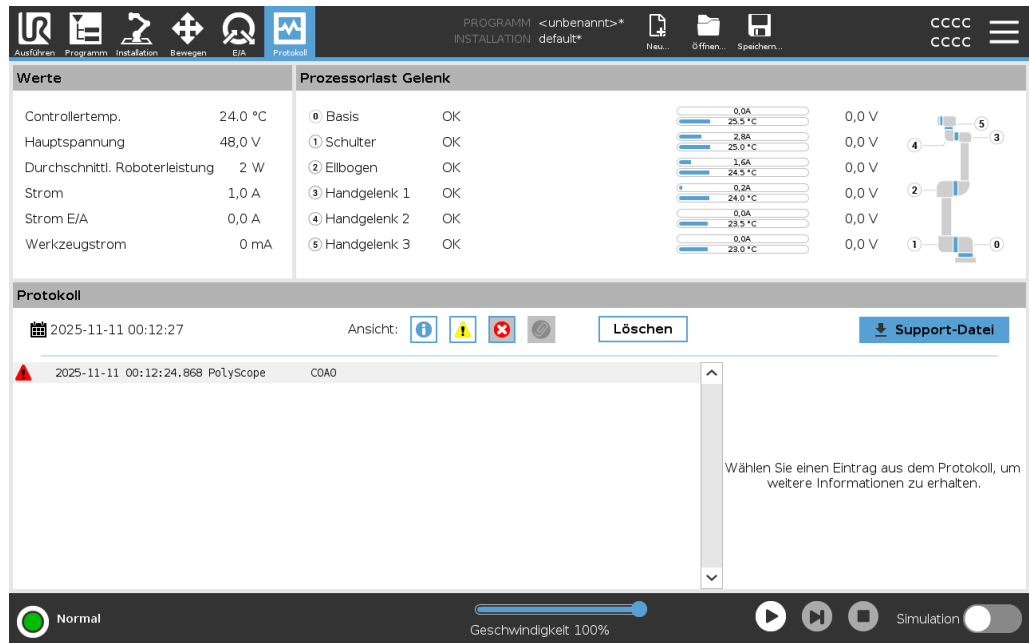 PROGRAMM <unbenannt>*
INSTALLATION default*
Ausführen Programm Installation Bewegen E/A Protokoll
Neu... Öffnen... Speichern...
CCCC
CCCC
Werte
Controllertemp. 24.0 °C
Hauptspannung 48,0 V
Durchschnittl. Roboterleistung 2 W
Strom 1,0 A
Strom E/A 0,0 A
Werkzeugstrom 0 mA
Prozessorlast Gelenk
0 Basis OK 0,0A 25.5 °C 0,0 V
1 Schulter OK 2,8A 25.0 °C 0,0 V
2 Ellbogen OK 1,6A 24.5 °C 0,0 V
3 Handgelenk 1 OK 0,2A 24.0 °C 0,0 V
4 Handgelenk 2 OK 0,0A 23.5 °C 0,0 V
5 Handgelenk 3 OK 0,0A 23.0 °C 0,0 V
5
4 3
2
1 0
Protokoll
2025-11-11 00:12:27 Ansicht: Löschen Support-Datei
2025-11-11 00:12:24.868 PolyScope C0A0
Wählen Sie einen Eintrag aus dem Protokoll, um
weitere Informationen zu erhalten.
Normal
Geschwindigkeit 100%
Simulation